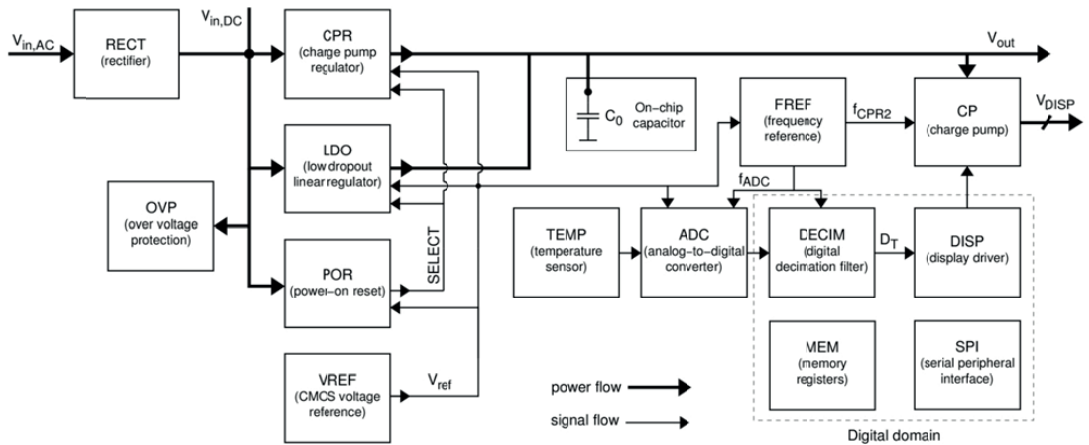 V_in,AC
RECT
(rectifier)
V_in,DC
CPR
(charge pump
regulator)
LDO
(low dropout
linear regulator)
OVP
(over voltage
protection)
POR
(power-on reset)
SELECT
VREF
(CMCS voltage
reference)
V_ref
C_0
On-chip
capacitor
V_out
FREF
(frequency
reference)
f_CPR2
CP
(charge pump)
V_DISP
f_ADC
TEMP
(temperature
sensor)
ADC
(analog-to-digital
converter)
DECIM
(digital
decimation filter)
D_T
DISP
(display driver)
MEM
(memory
registers)
SPI
(serial peripheral
interface)
Digital domain
power flow
signal flow